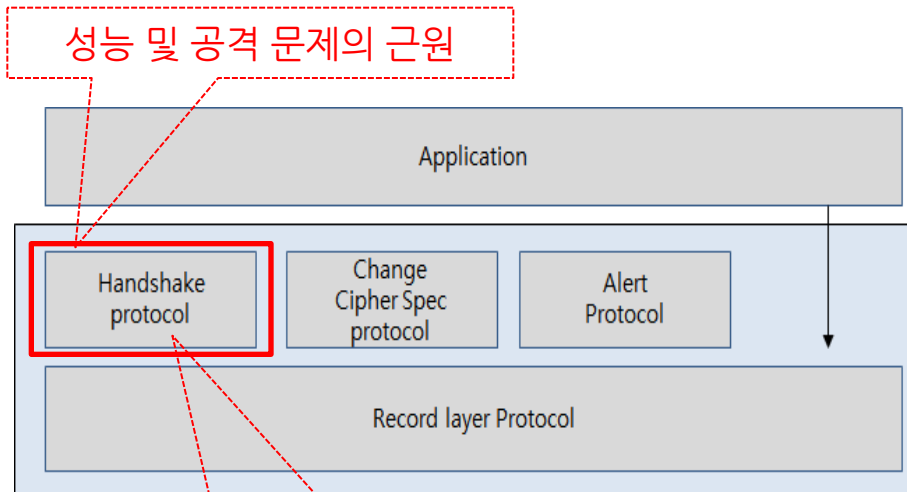 성능 및 공격 문제의 근원
Application
Handshake
protocol
Change
Cipher Spec
protocol
Alert
Protocol
Record layer Protocol